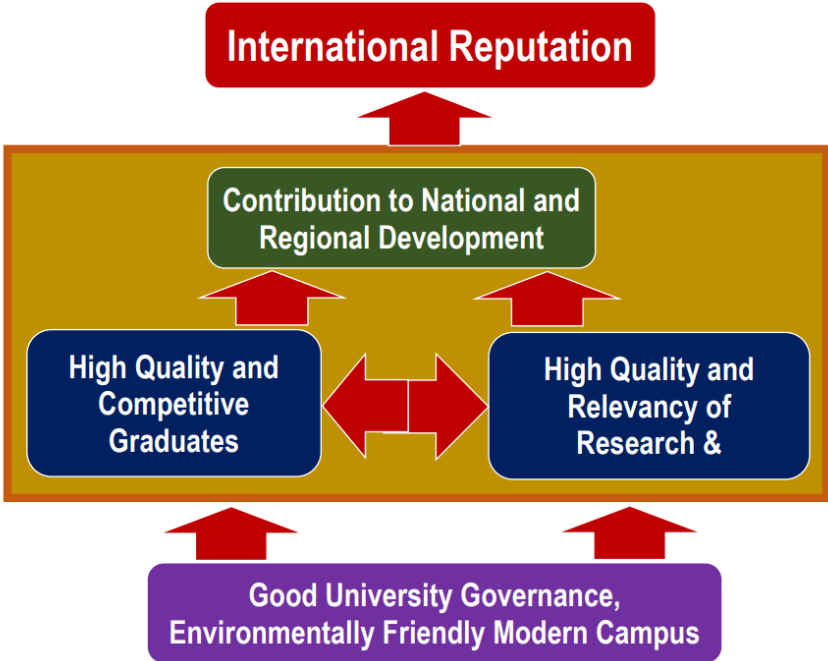 International Reputation
Contribution to National and
Regional Development
High Quality and
Competitive
Graduates
High Quality and
Relevancy of
Research &
Good University Governance,
Environmentally Friendly Modern Campus